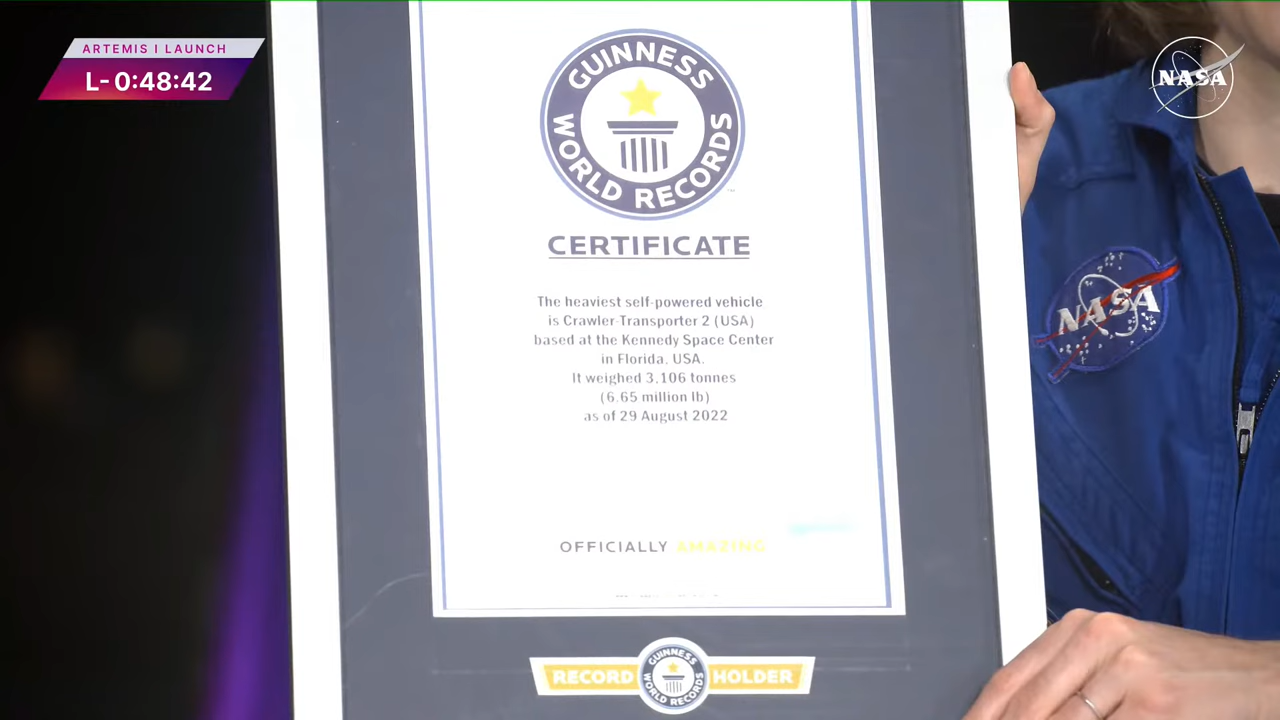 ARTEMIS I LAUNCH
L- 0:48:42
NASA
GUINNESS
WORLD RECORDS
CERTIFICATE
The heaviest self-powered vehicle
is Crawler-Transporter 2 (USA)
based at the Kennedy Space Center
in Florida, USA.
It weighed 3,106 tonnes
(6.65 million lb)
as of 29 August 2022
NASA
OFFICIALLY AMAZING
RECORD HOLDER
GUINNESS
WORLD RECORDS